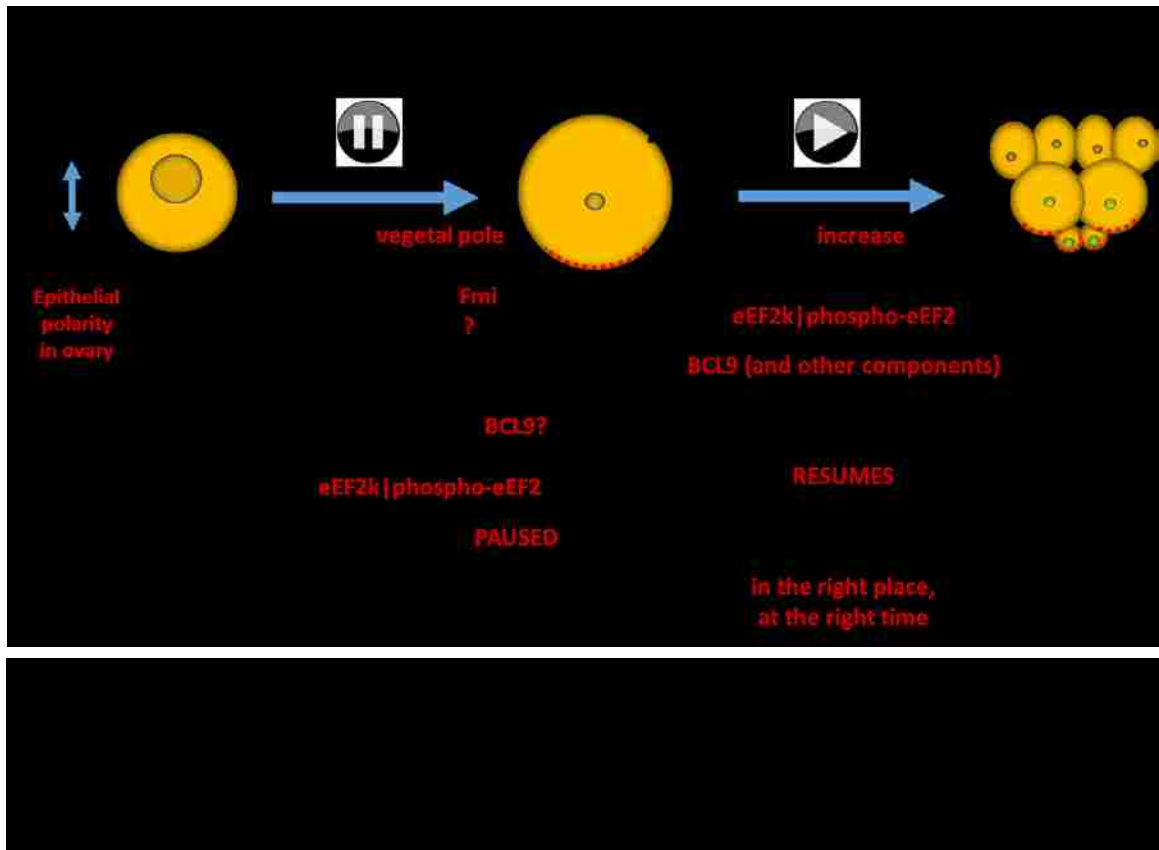 vegetal pole
increase
Epithelial
polarity
in ovary
Fmi
?
eEF2k|phospho-eEF2
BCL9 (and other components)
BCL9?
eEF2k|phospho-eEF2
RESUMES
PAUSED
in the right place,
at the right time